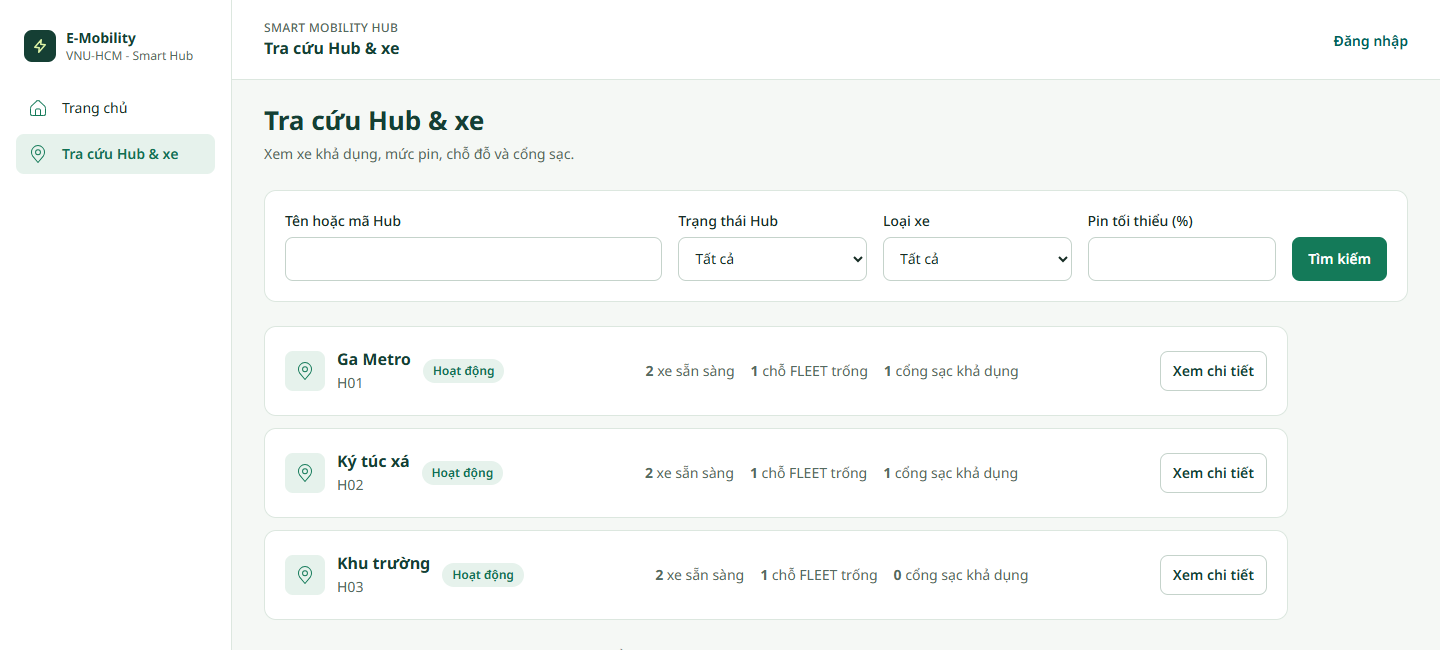 E-Mobility
VNU-HCM - Smart Hub
Trang chủ
Tra cứu Hub & xe
SMART MOBILITY HUB
Tra cứu Hub & xe
Đăng nhập
Tra cứu Hub & xe
Xem xe khả dụng, mức pin, chỗ đỗ và cổng sạc.
Tên hoặc mã Hub
Trạng thái Hub
Loại xe
Pin tối thiểu (%)
Tất cả
Tất cả
Tìm kiếm
Ga Metro
H01
Hoạt động
2 xe sẵn sàng 1 chỗ FLEET trống 1 cổng sạc khả dụng
Xem chi tiết
Ký túc xá
H02
Hoạt động
2 xe sẵn sàng 1 chỗ FLEET trống 1 cổng sạc khả dụng
Xem chi tiết
Khu trường
H03
Hoạt động
2 xe sẵn sàng 1 chỗ FLEET trống 0 cổng sạc khả dụng
Xem chi tiết